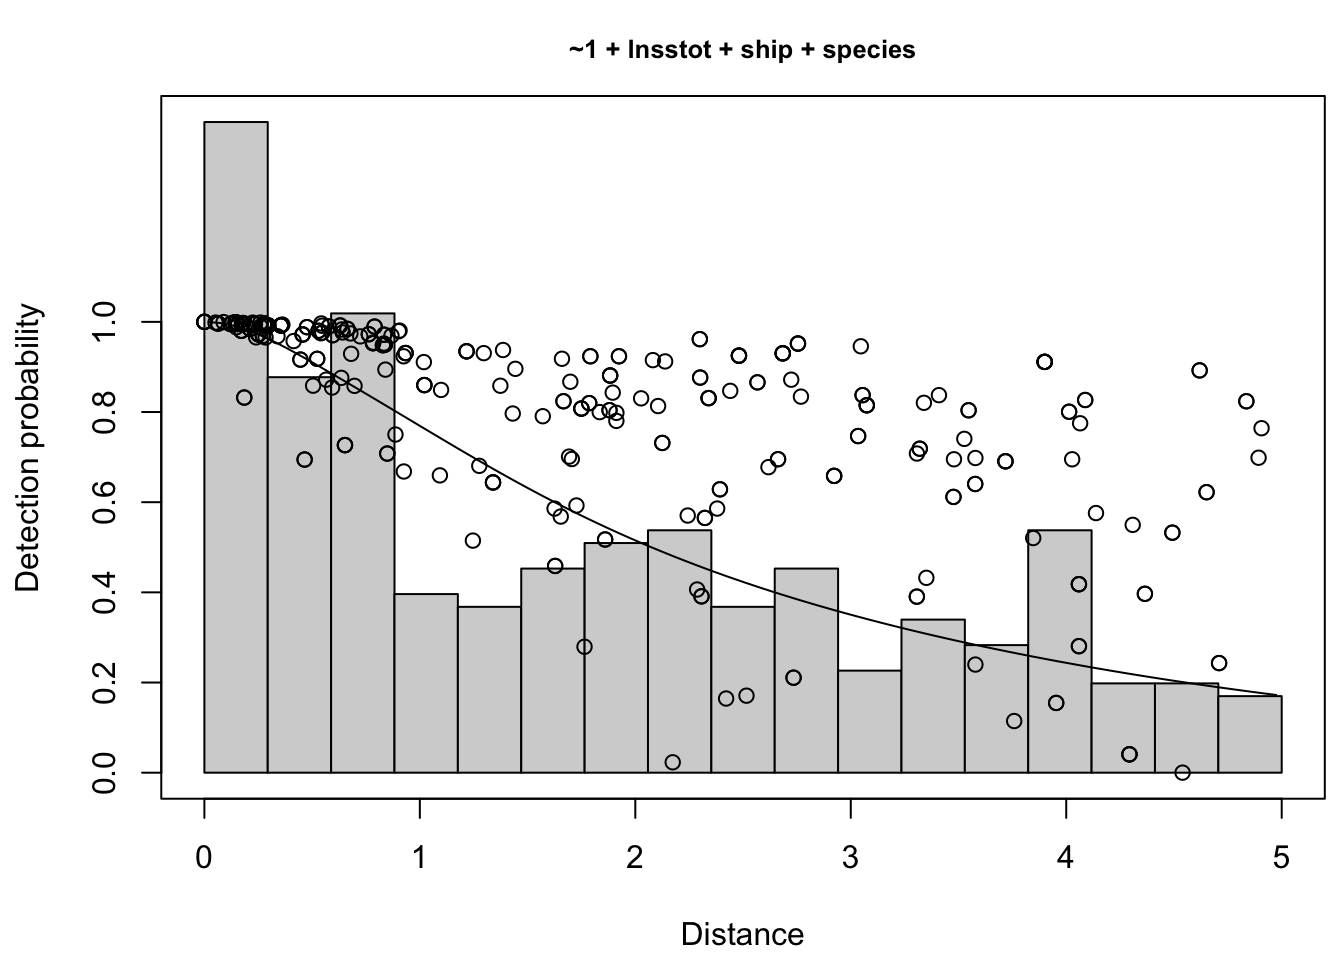 ~1 + lnsstot + ship + species
Detection probability
1.0
0.8
0.6
0.4
0.2
0.0
0 1 2 3 4 5
Distance